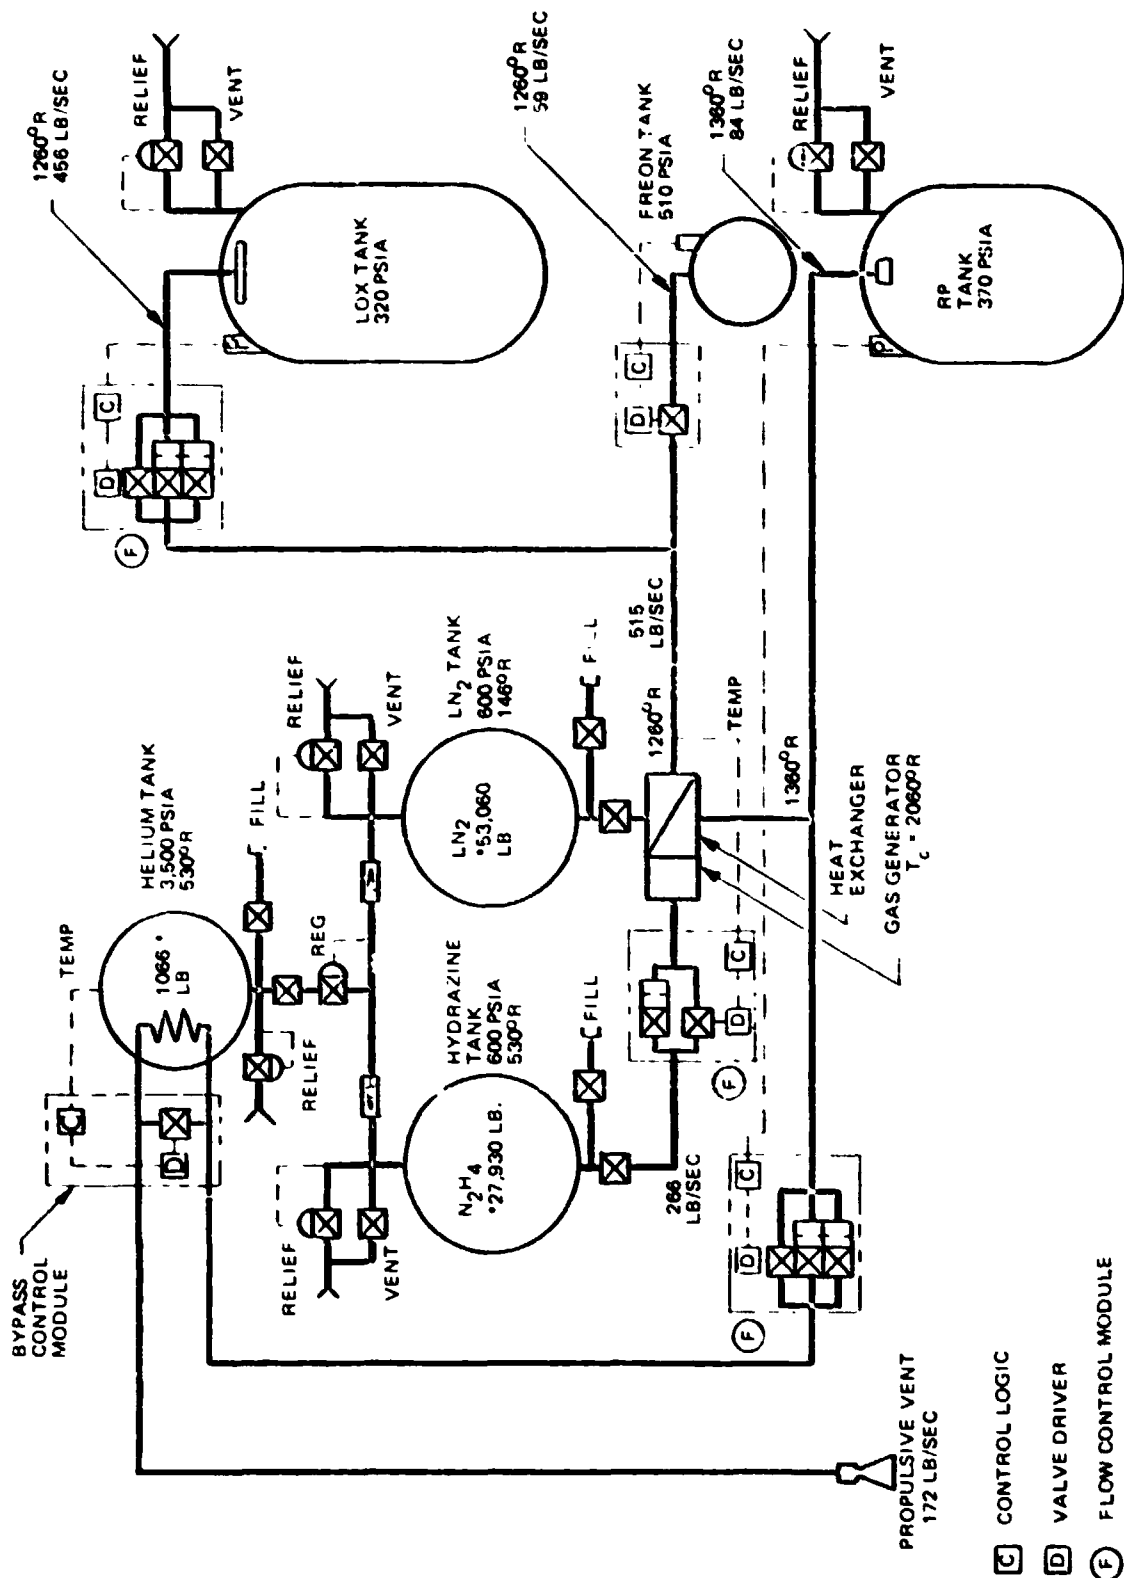 BYPASS
CONTROL
MODULE
C
D
TEMP
HELIUM TANK
3,500 PSIA
530°R
1066 *
LB
FILL
RELIEF
REG
RELIEF
VENT
RELIEF
VENT
N2H4
*27,930 LB.
HYDRAZINE
TANK
600 PSIA
530°R
FILL
LN2
*53,060
LB
LN2 TANK
600 PSIA
146°R
266
LB/SEC
F
C
D
TEMP
HEAT
EXCHANGER
GAS GENERATOR
Tc = 2060°R
1260°R
1360°R
515
LB/SEC
F
D
C
1260°R
456 LB/SEC
RELIEF
VENT
LOX TANK
320 PSIA
D
C
FREON TANK
510 PSIA
1260°R
59 LB/SEC
1360°R
84 LB/SEC
RELIEF
VENT
RP
TANK
370 PSIA
P
F
D
C
PROPULSIVE VENT
172 LB/SEC
C CONTROL LOGIC
D VALVE DRIVER
F FLOW CONTROL MODULE